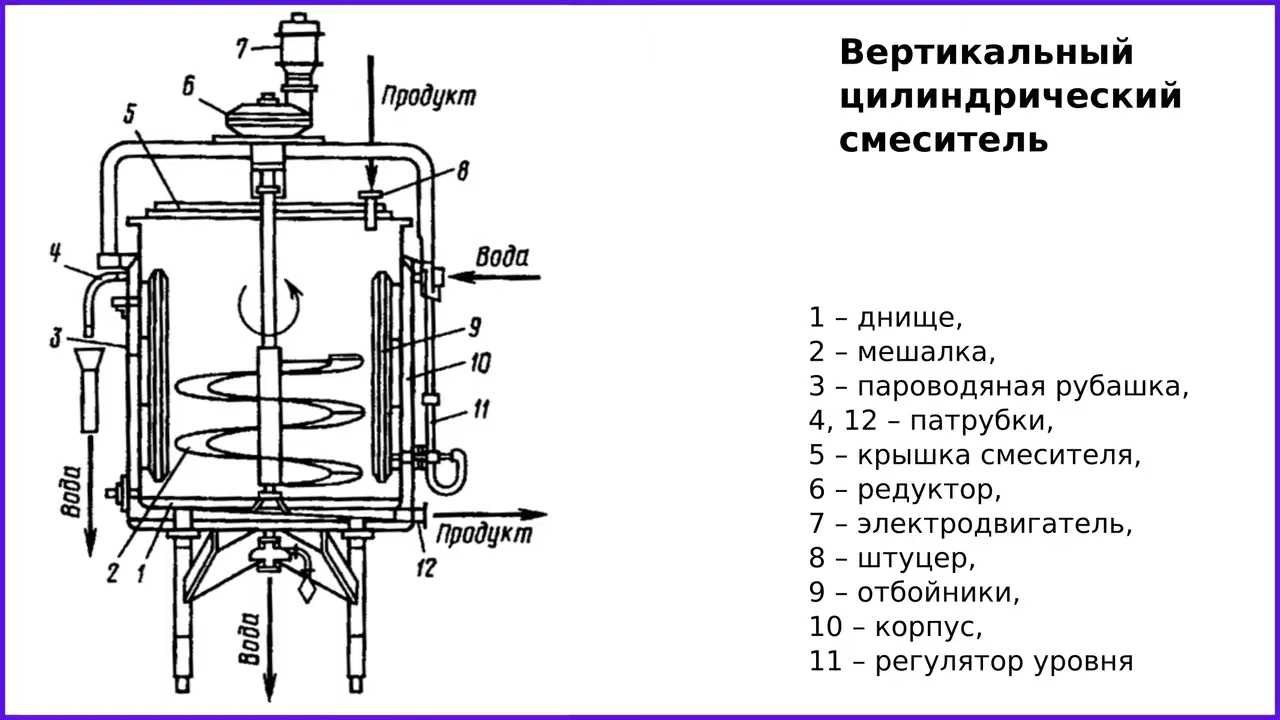 7
6
Продукт
5
8
4
Вода
3
9
10
11
Вода
Продукт
2
1
12
Вода
Вертикальный
цилиндрический
смеситель
1 – днище,
2 – мешалка,
3 – пароводяная рубашка,
4, 12 – патрубки,
5 – крышка смесителя,
6 – редуктор,
7 – электродвигатель,
8 – штуцер,
9 – отбойники,
10 – корпус,
11 – регулятор уровня